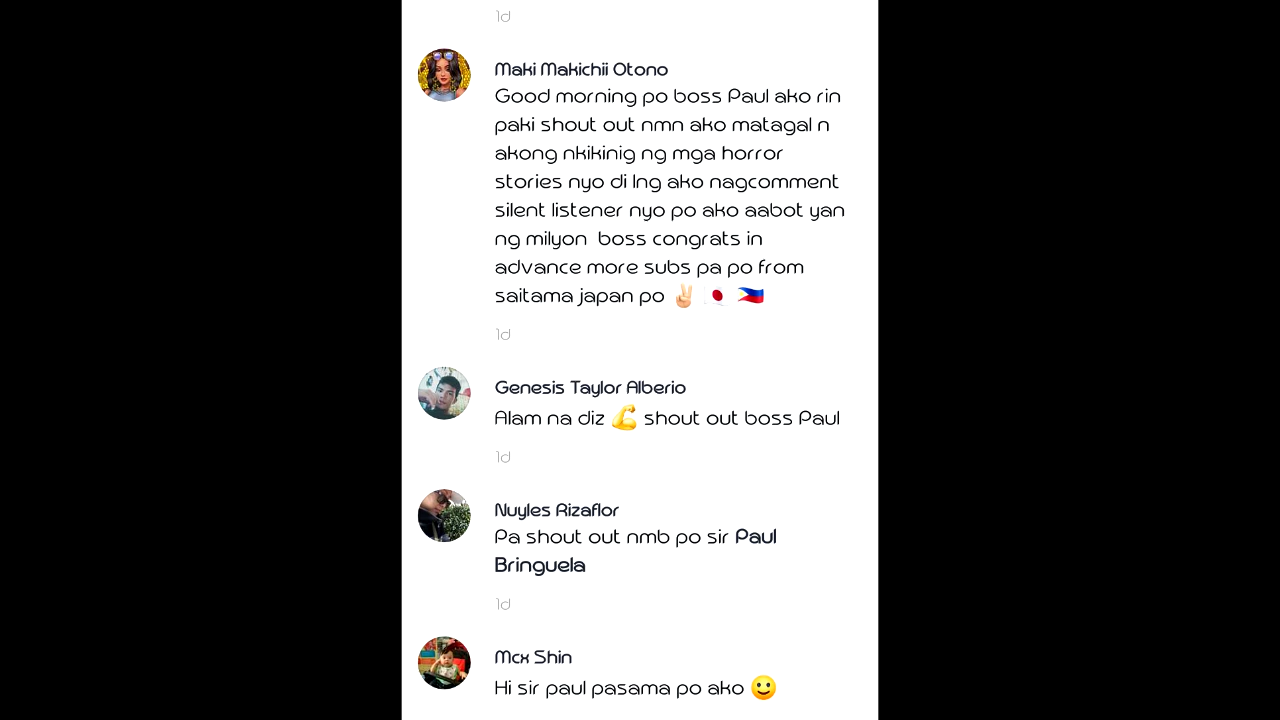 1d
Maki Makichii Otono
Good morning po boss Paul ako rin
paki shout out nmn ako matagal n
akong nkikinig ng mga horror
stories nyo di lng ako nagcomment
silent listener nyo po ako aabot yan
ng milyon  boss congrats in
advance more subs pa po from
saitama japan po ✌🏻 🇯🇵 🇵🇭
1d
Genesis Taylor Alberio
Alam na diz 💪 shout out boss Paul
1d
Nuyles Rizaflor
Pa shout out nmb po sir Paul
Bringuela
1d
Mcx Shin
Hi sir paul pasama po ako 🙂